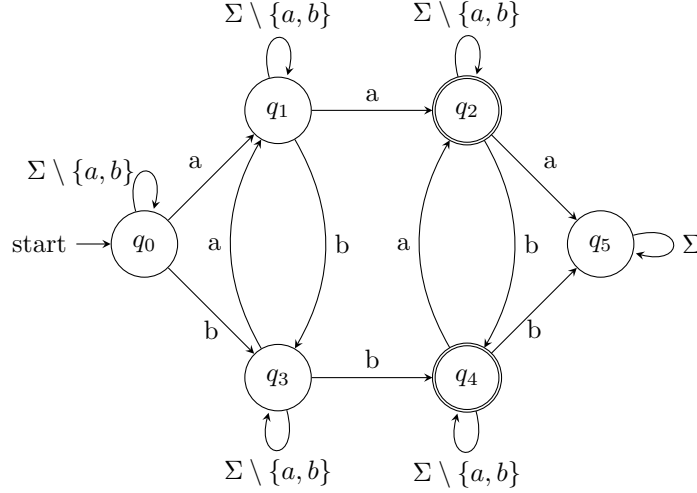 Σ \ {a, b}
Σ \ {a, b}
q₁
a
q₂
Σ \ {a, b}
a
a
start
q₀
a
b
a
b
q₅
Σ
b
b
q₃
b
q₄
Σ \ {a, b}
Σ \ {a, b}